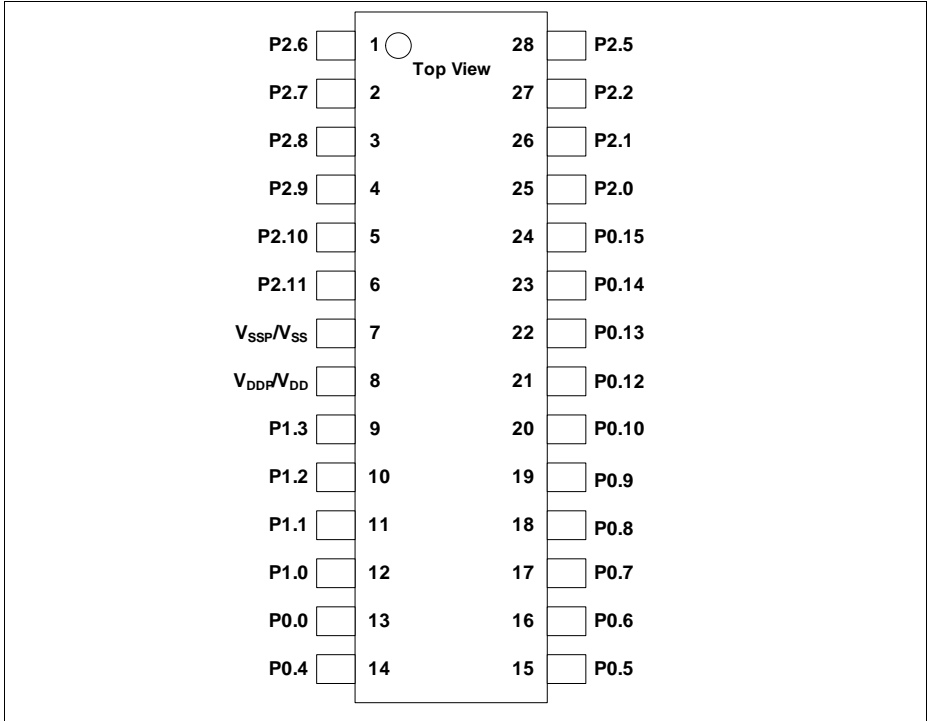 P2.6 1 28 P2.5
Top View
P2.7 2 27 P2.2
P2.8 3 26 P2.1
P2.9 4 25 P2.0
P2.10 5 24 P0.15
P2.11 6 23 P0.14
VSSP/VSS 7 22 P0.13
VDDP/VDD 8 21 P0.12
P1.3 9 20 P0.10
P1.2 10 19 P0.9
P1.1 11 18 P0.8
P1.0 12 17 P0.7
P0.0 13 16 P0.6
P0.4 14 15 P0.5